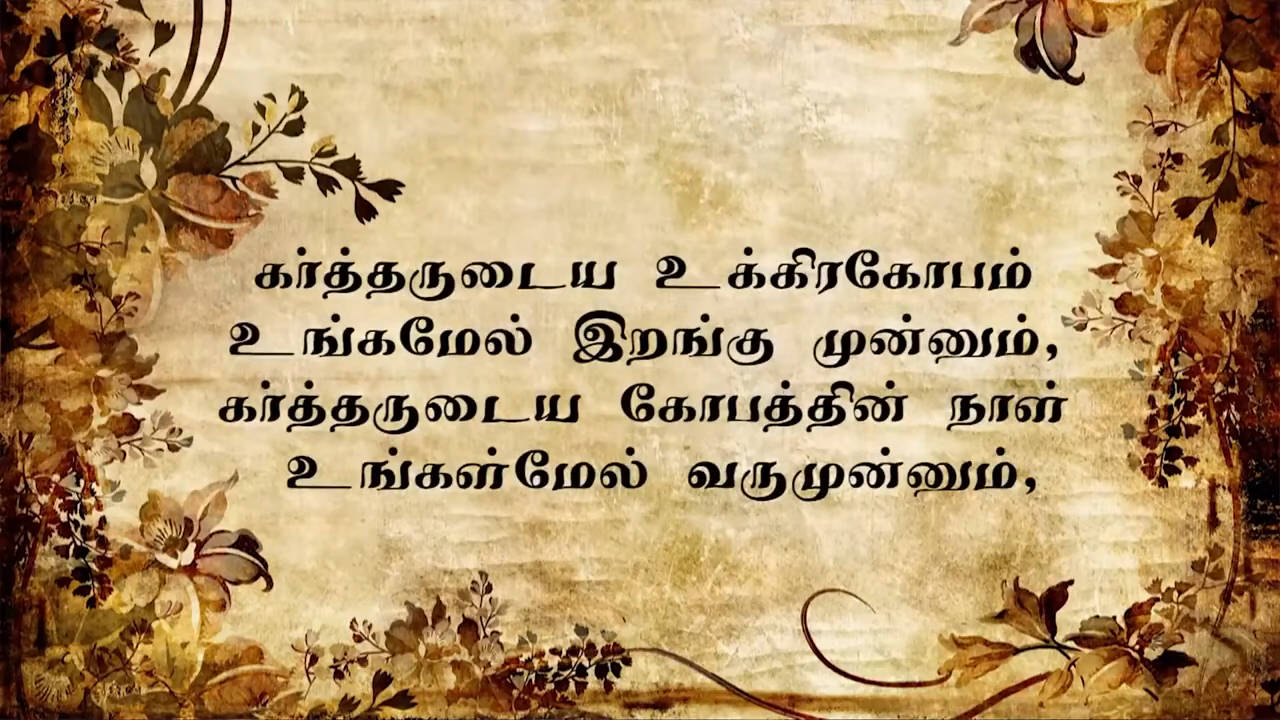 கர்த்தருடைய உக்கிரகோபம்
உங்கமேல் இறங்கு முன்னும்,
கர்த்தருடைய கோபத்தின் நாள்
உங்கள்மேல் வருமுன்னும்,